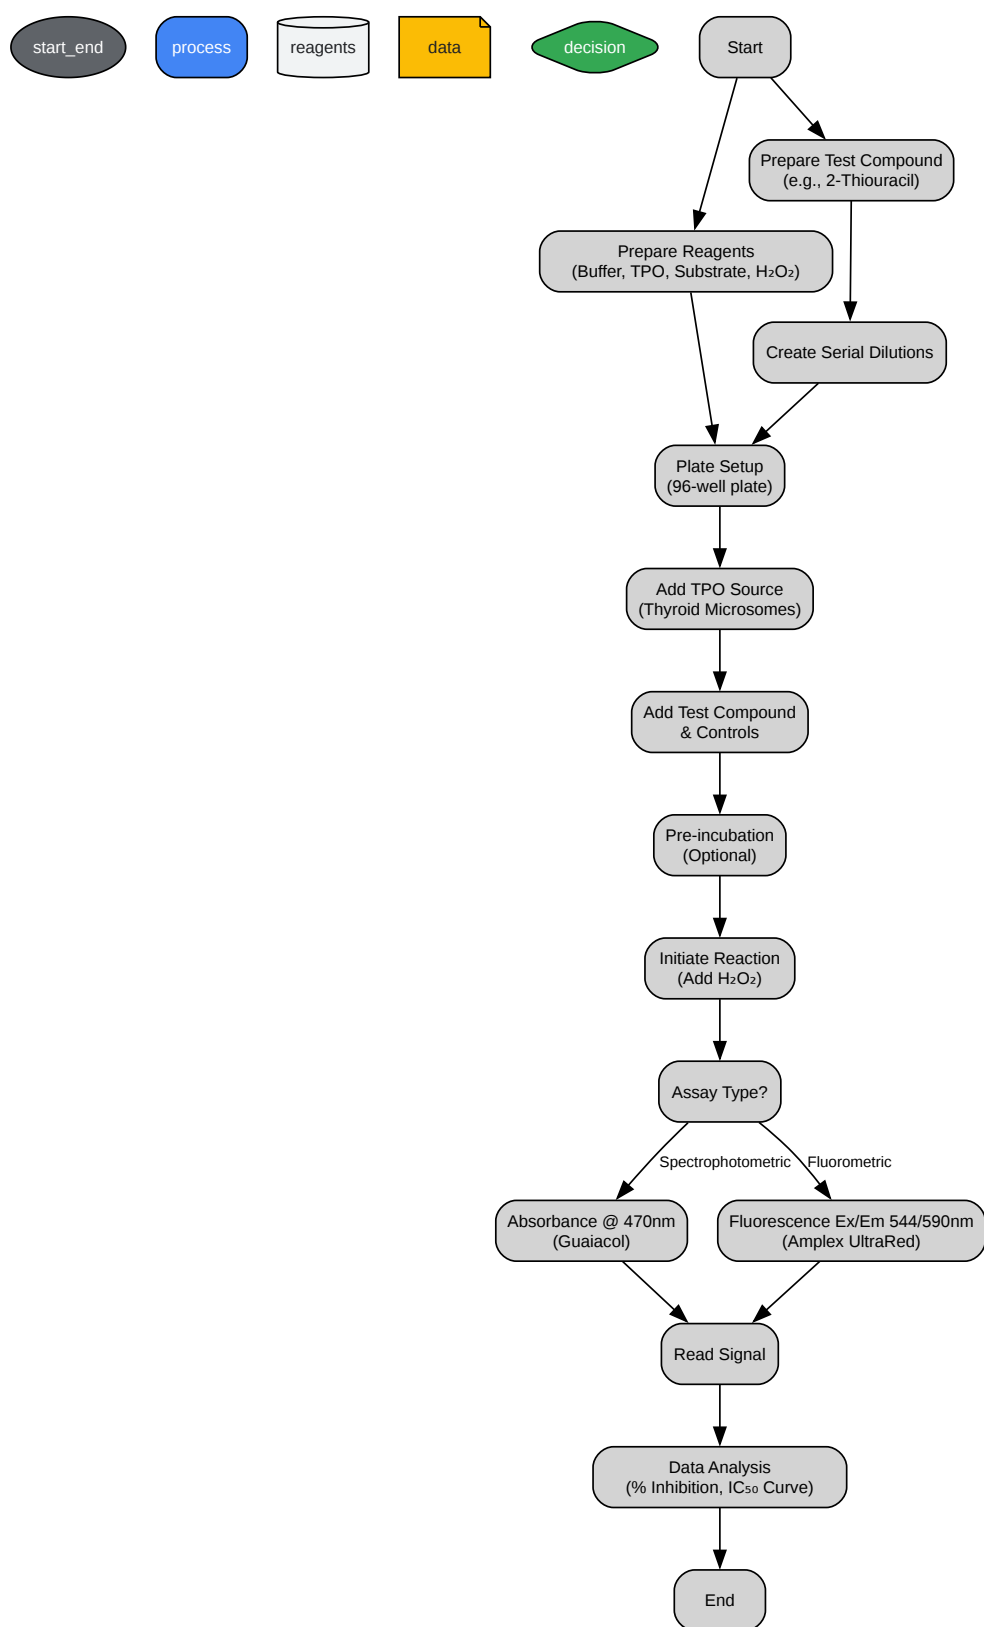 start_end
process
reagents
data
decision
Start
Prepare Test Compound
(e.g., 2-Thiouracil)
Prepare Reagents
(Buffer, TPO, Substrate, H₂O₂)
Create Serial Dilutions
Plate Setup
(96-well plate)
Add TPO Source
(Thyroid Microsomes)
Add Test Compound
& Controls
Pre-incubation
(Optional)
Initiate Reaction
(Add H₂O₂)
Assay Type?
Spectrophotometric
Fluorometric
Absorbance @ 470nm
(Guaiacol)
Fluorescence Ex/Em 544/590nm
(Amplex UltraRed)
Read Signal
Data Analysis
(% Inhibition, IC₅₀ Curve)
End